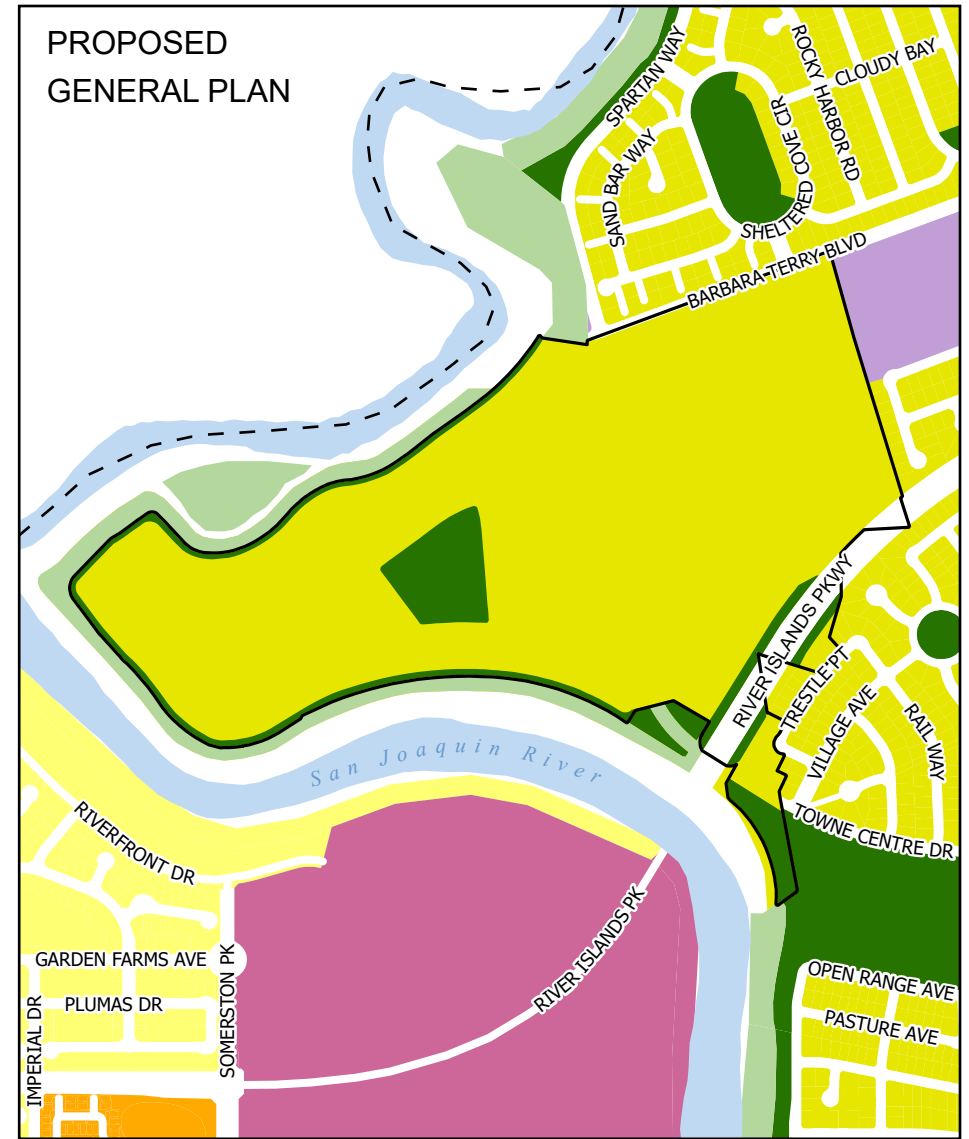 PROPOSED
GENERAL PLAN
SPARTAN WAY
ROCKY HARBOR RD
CLOUDY BAY
SAND BAR WAY
SHELTERED COVE CIR
BARBARA TERRY BLVD
RIVER ISLANDS PKWY
TRESTLE PT
VILLAGE AVE
RAIL WAY
San Joaquin River
TOWNE CENTRE DR
RIVERFRONT DR
RIVER ISLANDS PK
GARDEN FARMS AVE
SOMERSTON PK
OPEN RANGE AVE
PLUMAS DR
PASTURE AVE
IMPERIAL DR